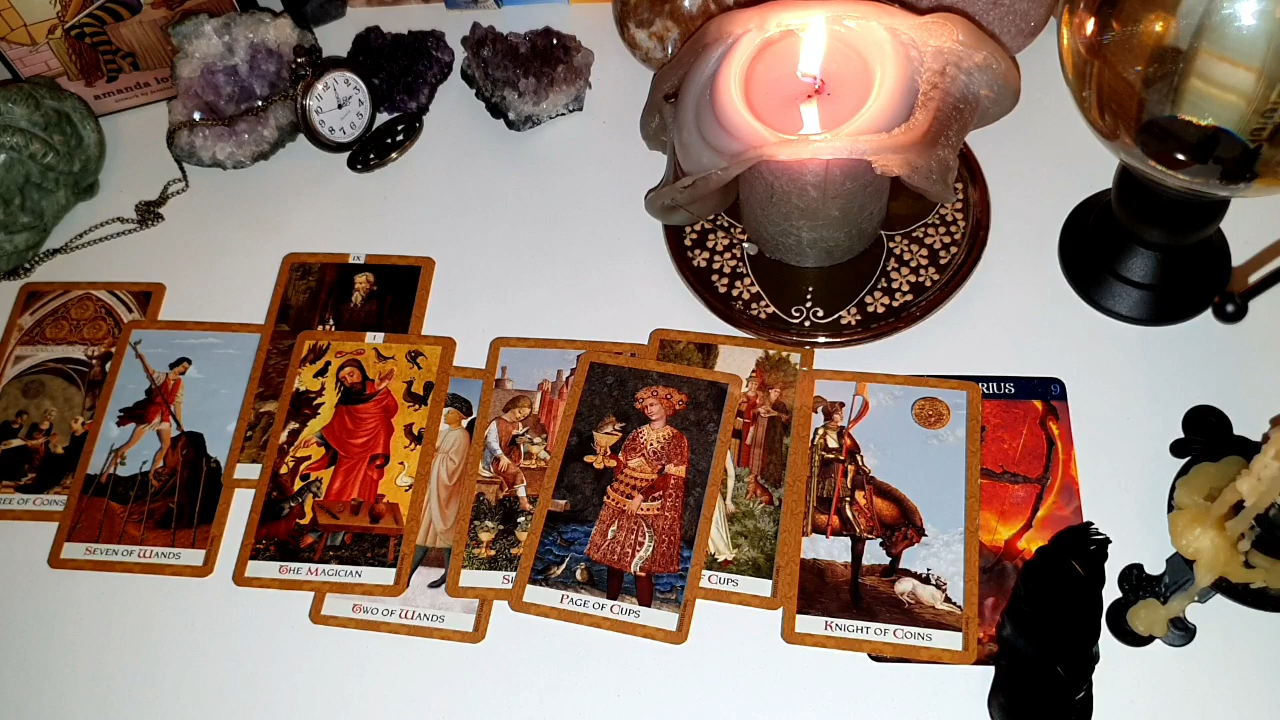 amanda lo
IX
I
RIUS 9
REE OF COINS
SEVEN OF WANDS
THE MAGICIAN
TWO OF WANDS
SI
PAGE OF CUPS
F CUPS
KNIGHT OF COINS